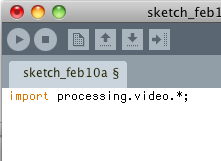 sketch_feb1
sketch_feb10a §
import processing.video.*;